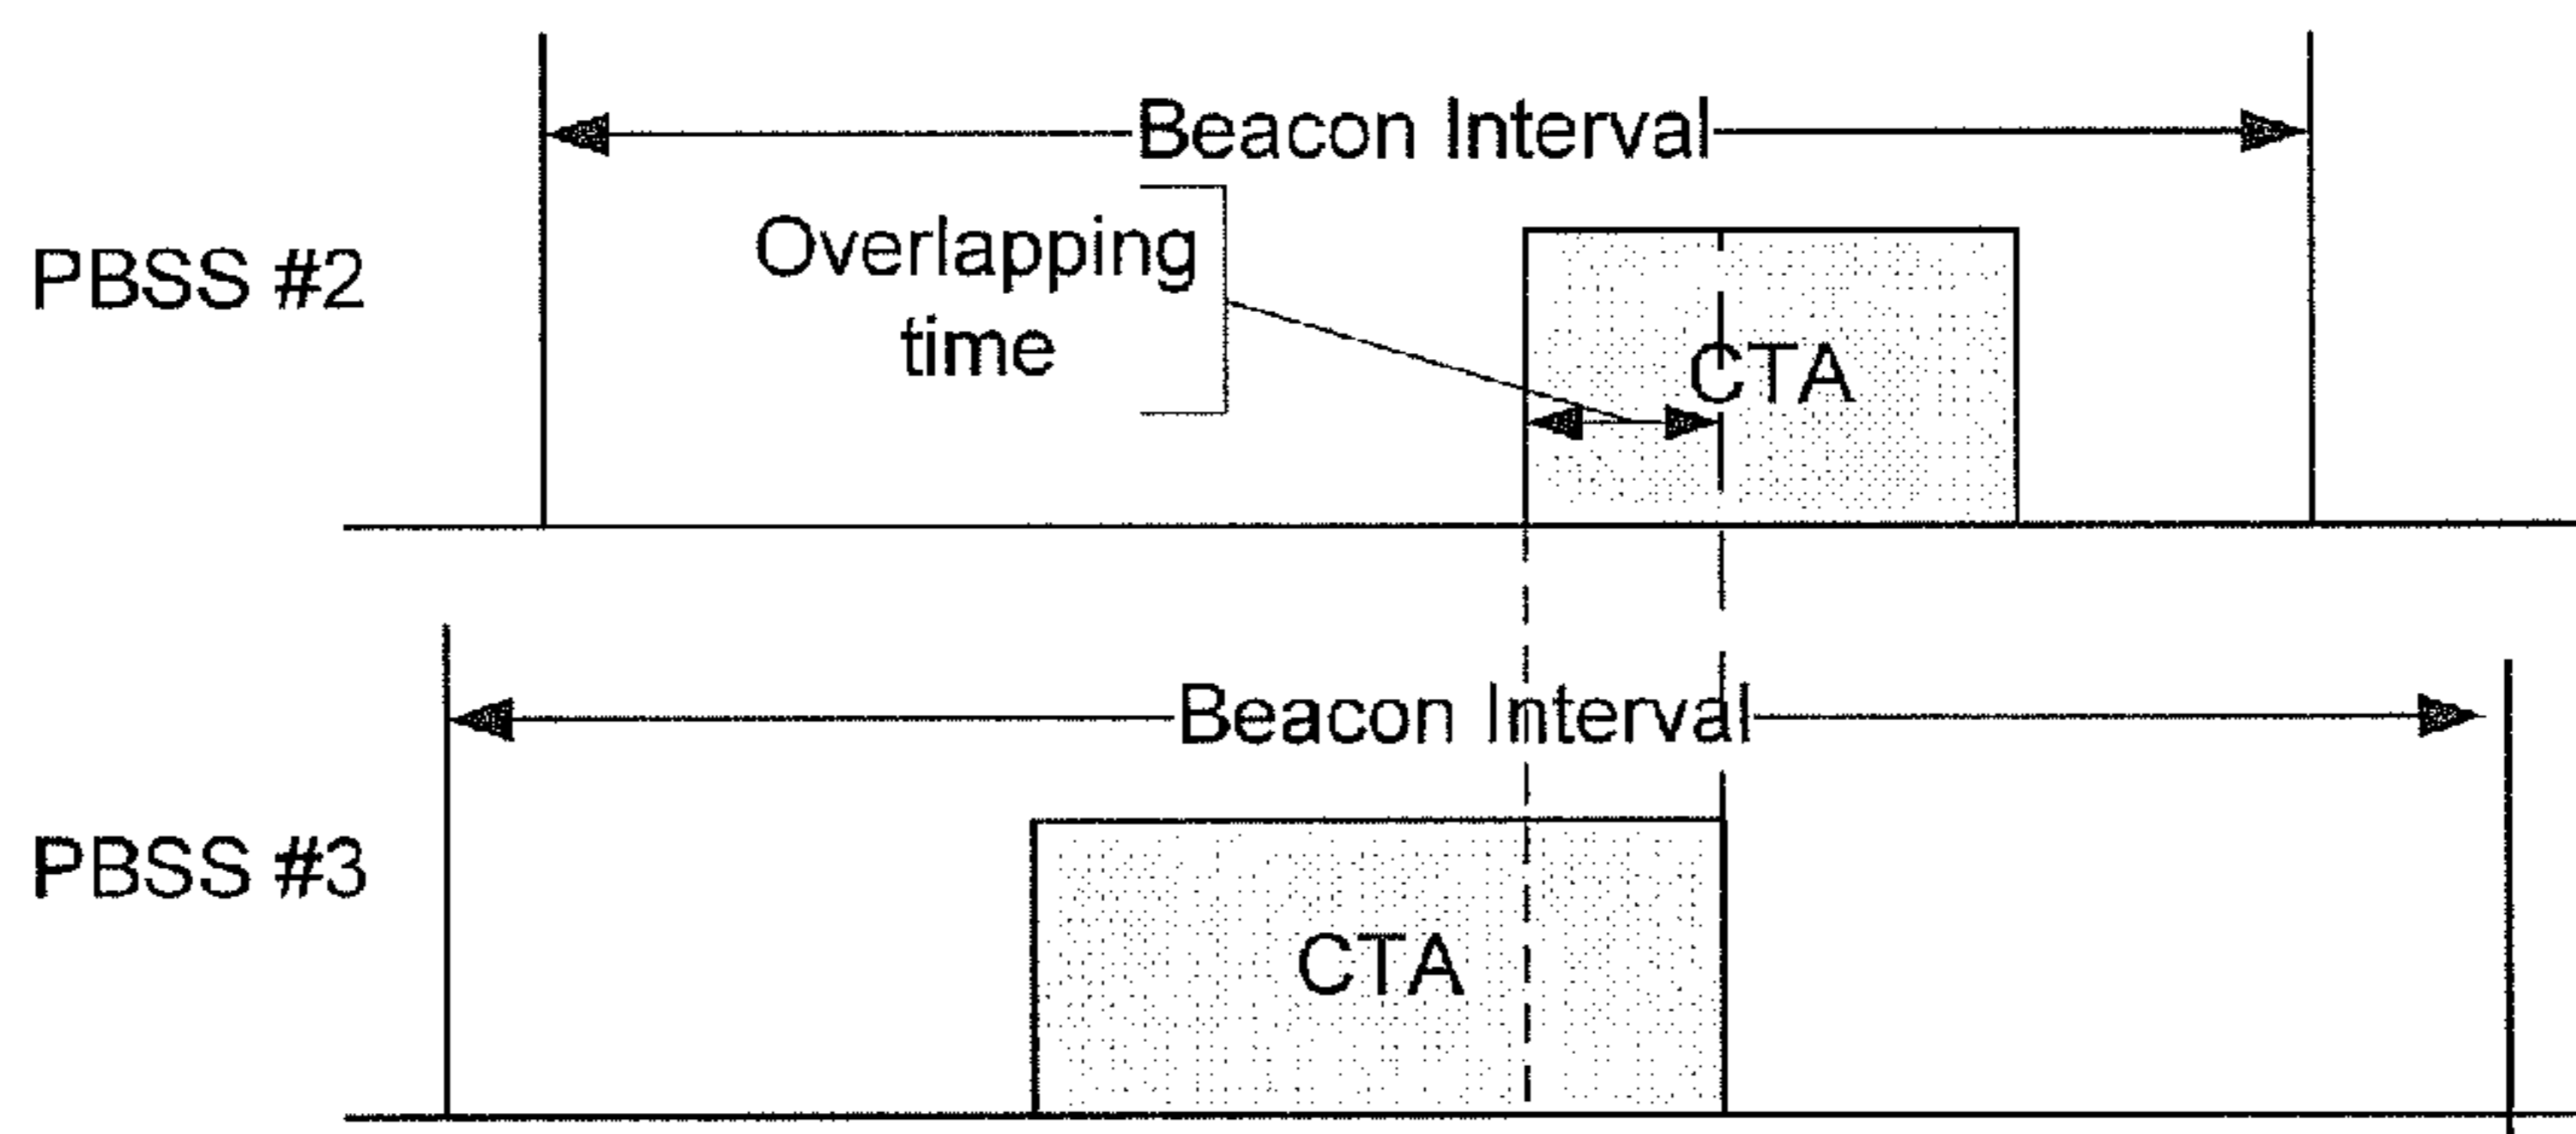 Beacon Interval
Overlapping
time
PBSS #2
CTA
Beacon Interval
PBSS #3
CTA